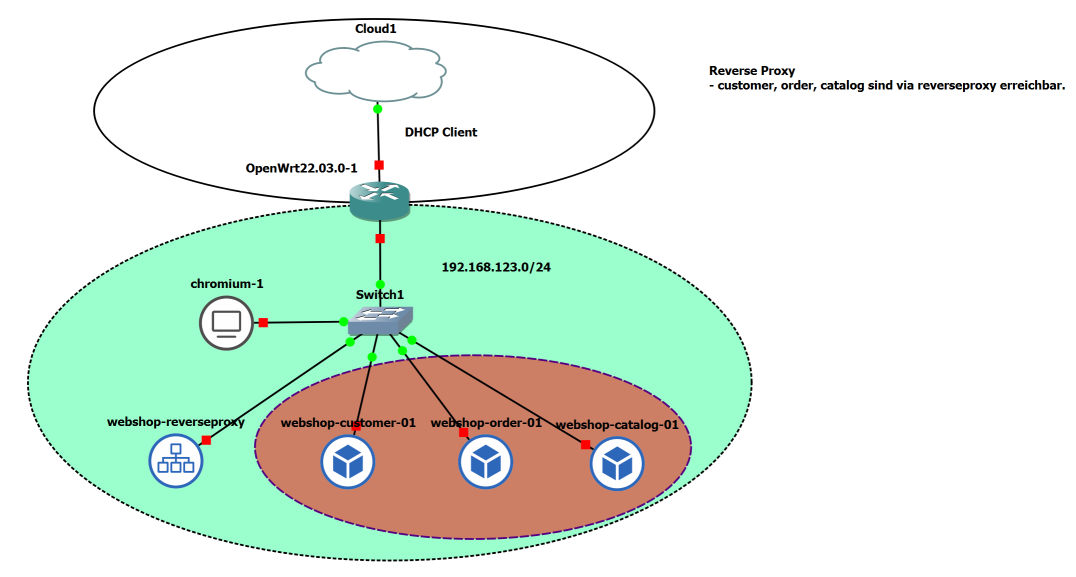 Cloud1
Reverse Proxy
- customer, order, catalog sind via reverseproxy erreichbar.
DHCP Client
OpenWrt22.03.0-1
192.168.123.0/24
chromium-1
Switch1
webshop-reverseproxy
webshop-customer-01
webshop-order-01
webshop-catalog-01